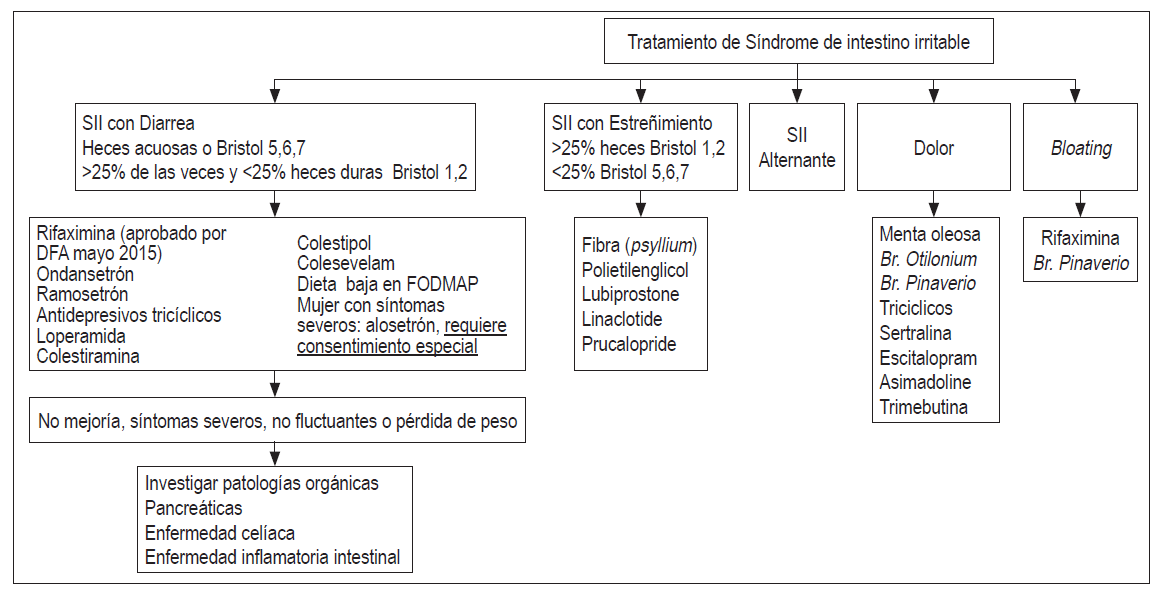 Tratamiento de Síndrome de intestino irritable
SII con Diarrea
Heces acuosas o Bristol 5,6,7
>25% de las veces y <25% heces duras  Bristol 1,2
SII con Estreñimiento
>25% heces Bristol 1,2
<25% Bristol 5,6,7
SII
Alternante
Dolor
Bloating
Rifaximina (aprobado por
DFA mayo 2015)
Ondansetrón
Ramosetrón
Antidepresivos tricíclicos
Loperamida
Colestiramina
Colestipol
Colesevelam
Dieta  baja en FODMAP
Mujer con síntomas
severos: alosetrón, requiere
consentimiento especial
Fibra (psyllium)
Polietilenglicol
Lubiprostone
Linaclotide
Prucalopride
Menta oleosa
Br. Otilonium
Br. Pinaverio
Triciclicos
Sertralina
Escitalopram
Asimadoline
Trimebutina
Rifaximina
Br. Pinaverio
No mejoría, síntomas severos, no fluctuantes o pérdida de peso
Investigar patologías orgánicas
Pancreáticas
Enfermedad celíaca
Enfermedad inflamatoria intestinal